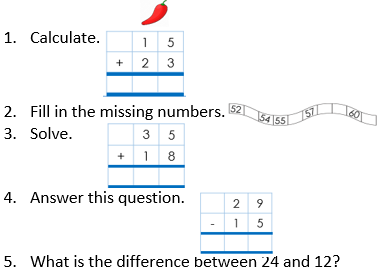 1. Calculate.
1 5
+ 2 3
2. Fill in the missing numbers. 52 54 55 57 60
3. Solve.
3 5
+ 1 8
4. Answer this question.
2 9
- 1 5
5. What is the difference between 24 and 12?